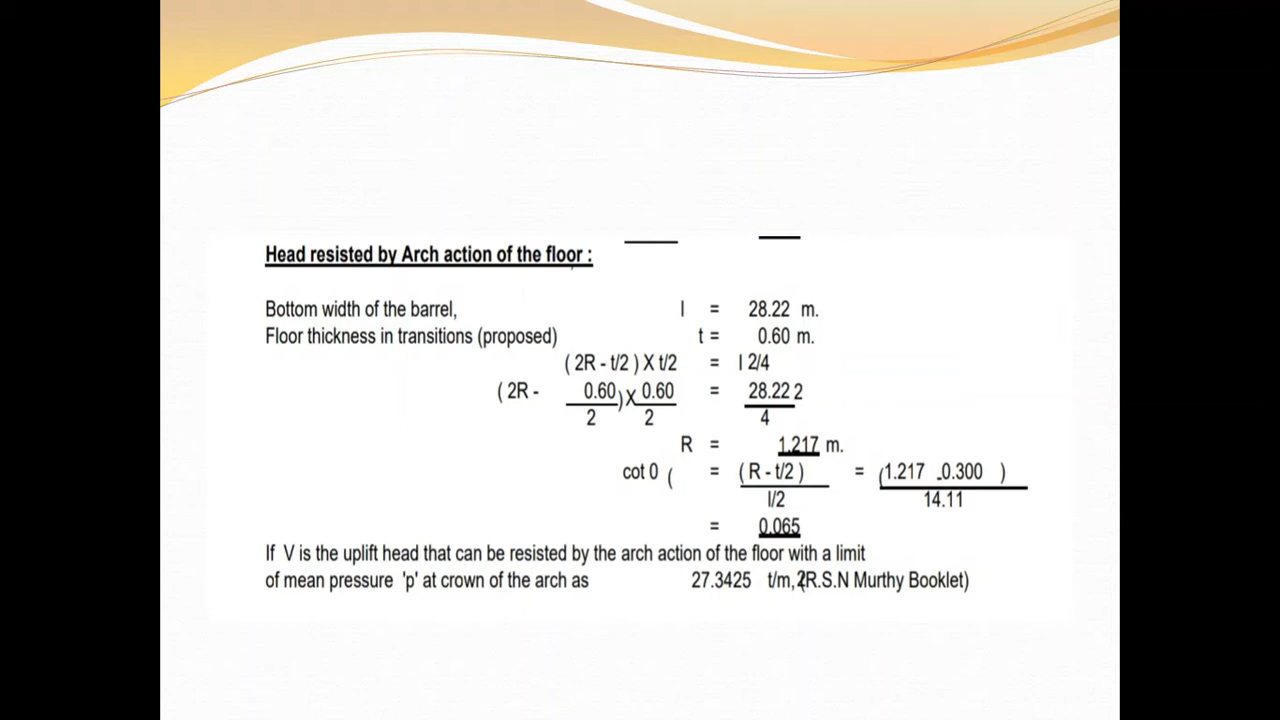 Head resisted by Arch action of the floor :
Bottom width of the barrel, l = 28.22 m.
Floor thickness in transitions (proposed) t = 0.60 m.
( 2R - t/2 ) X t/2 = l 2/4
( 2R - 0.60 ) X 0.60 = 28.22 2
2 2 4
R = 1.217 m.
cot 0 ( = ( R - t/2 ) = (1.217 -0.300 )
l/2 14.11
= 0.065
If V is the uplift head that can be resisted by the arch action of the floor with a limit
of mean pressure 'p' at crown of the arch as 27.3425 t/m, 2(R.S.N Murthy Booklet)